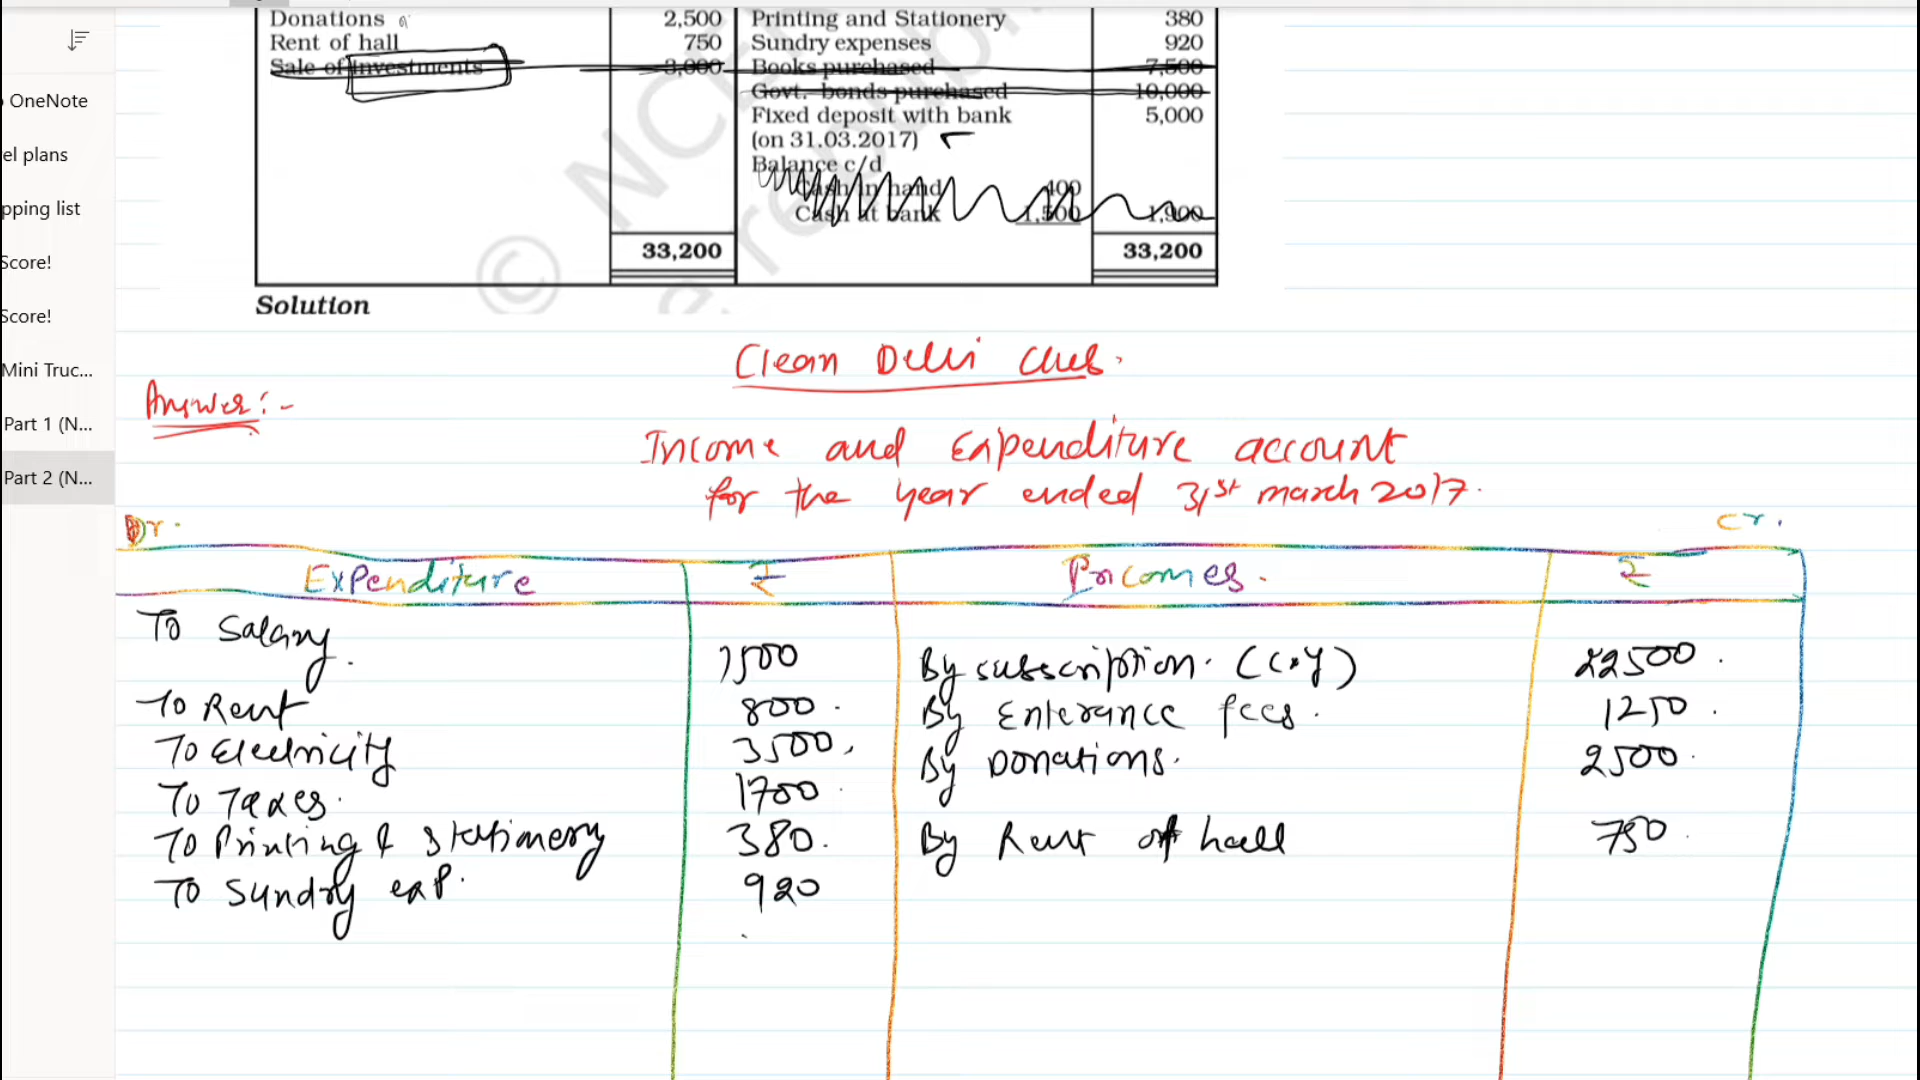 Donations 2,500 Printing and Stationery 380
Rent of hall 750 Sundry expenses 920
Sale of investments 3,000 Books purchased 7,500
Govt. bonds purchased 10,000
Fixed deposit with bank 5,000
(on 31.03.2017)
Balance c/d
Cash in hand 400
Cash at bank 1,500 1,900
33,200 33,200
Solution
OneNote
el plans
pping list
Score!
Score!
Mini Truc...
Part 1 (N...
Part 2 (N...
Clean Delhi Club.
Answer:-
Income and Expenditure account
for the year ended 31st march 2017.
Dr. Cr.
Expenditure ₹ Incomes. ₹
To Salary. 1500 By subscription. (C.Y) 22500.
To Rent 800. By Enterance fees. 1250.
To Electricity 3500. By Donations. 2500.
To Taxes. 1700
To Printing & stationery 380. By Rent of hall 750.
To Sundry exp. 920